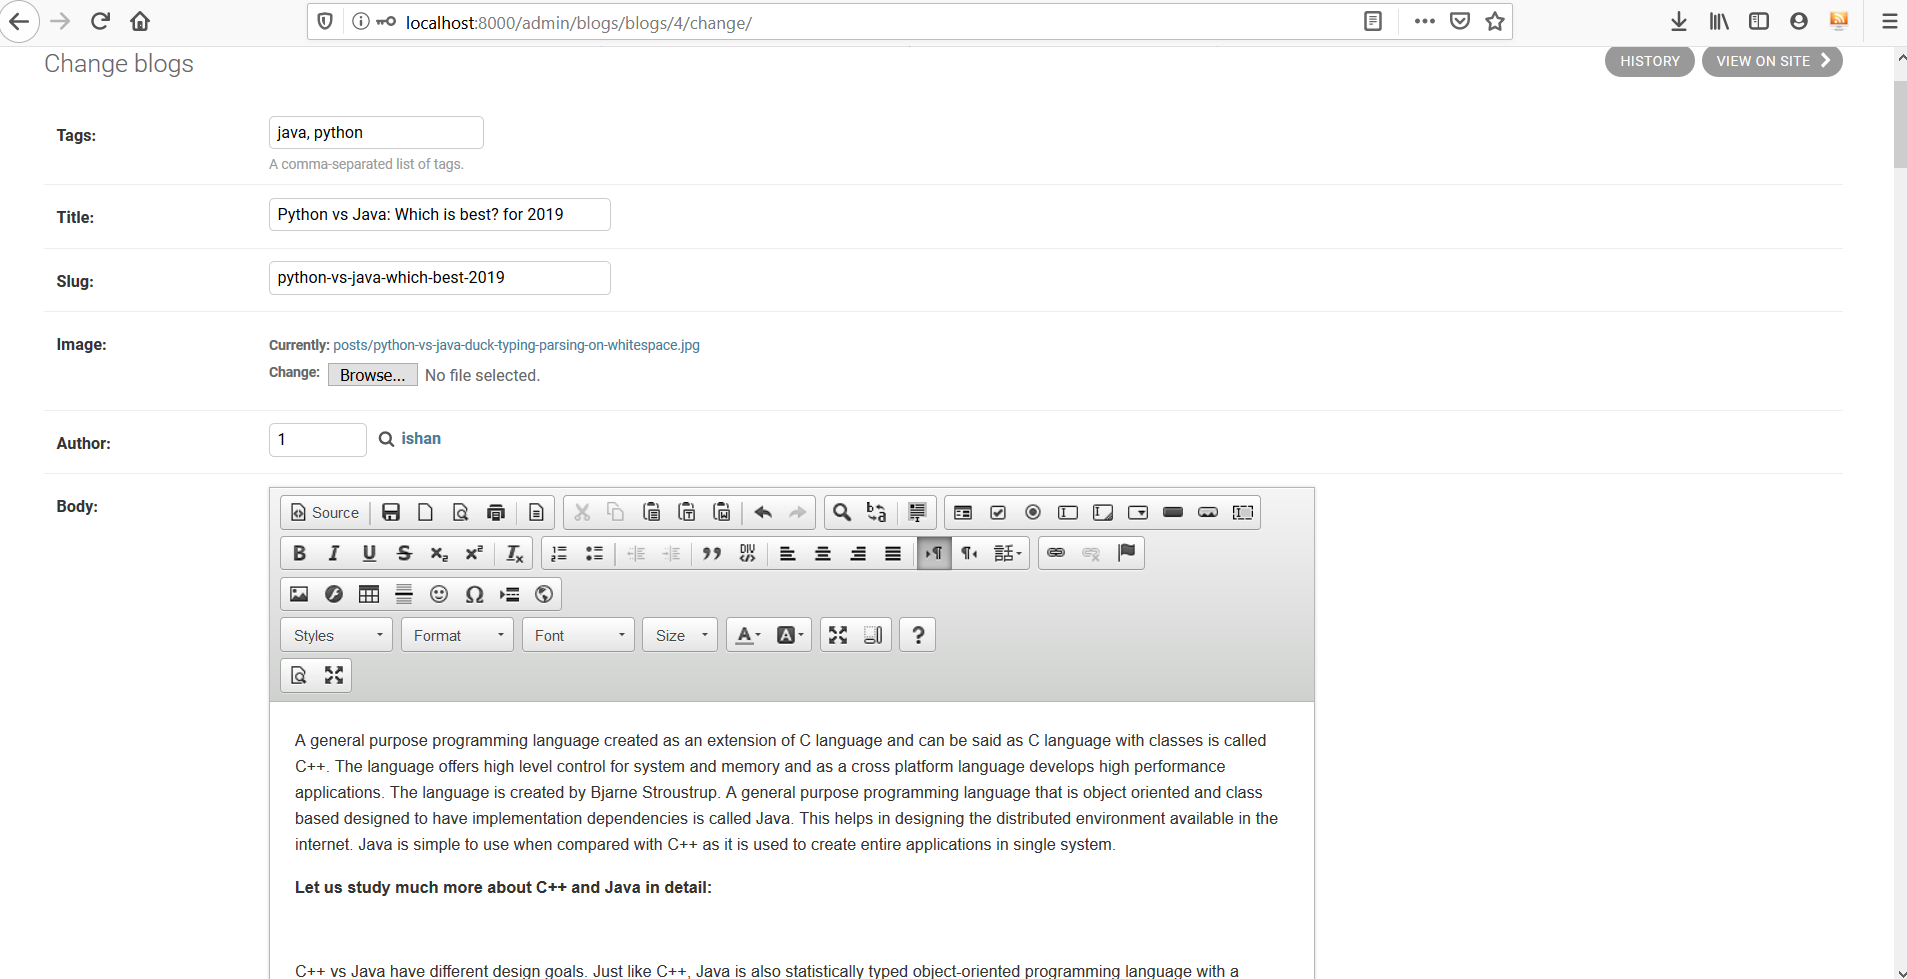 localhost:8000/admin/blogs/blogs/4/change/
Change blogs
HISTORY
VIEW ON SITE
Tags:
java, python
A comma-separated list of tags.
Title:
Python vs Java: Which is best? for 2019
Slug:
python-vs-java-which-best-2019
Image:
Currently: posts/python-vs-java-duck-typing-parsing-on-whitespace.jpg
Change: Browse... No file selected.
Author:
1
ishan
Body:
Source
Styles
Format
Font
Size
A general purpose programming language created as an extension of C language and can be said as C language with classes is called
C++. The language offers high level control for system and memory and as a cross platform language develops high performance
applications. The language is created by Bjarne Stroustrup. A general purpose programming language that is object oriented and class
based designed to have implementation dependencies is called Java. This helps in designing the distributed environment available in the
internet. Java is simple to use when compared with C++ as it is used to create entire applications in single system.
Let us study much more about C++ and Java in detail:
C++ vs Java have different design goals. Just like C++, Java is also statistically typed object-oriented programming language with a